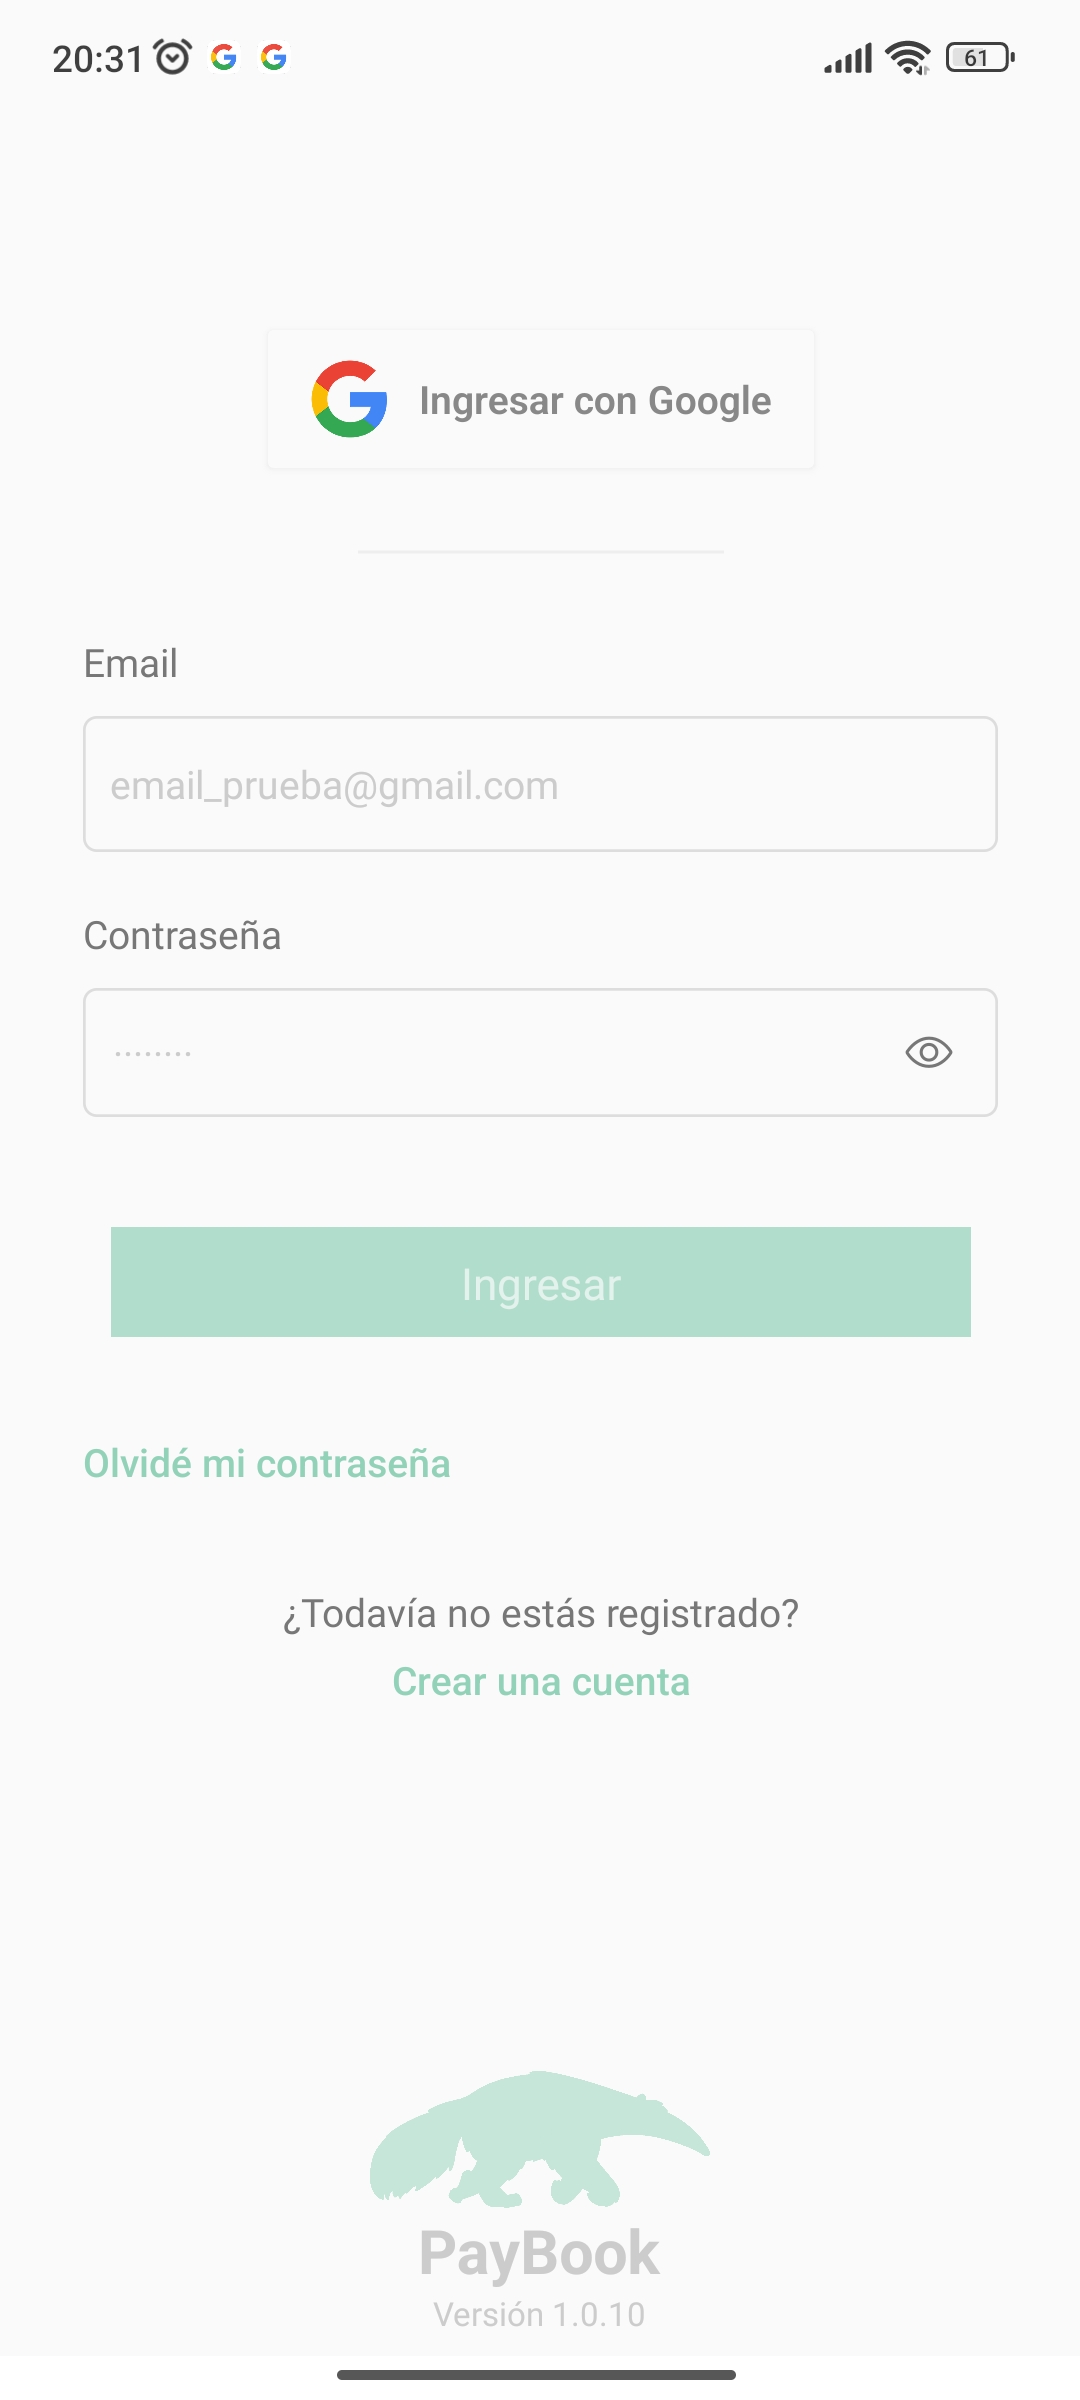 20:31
61
Ingresar con Google
Email
email_prueba@gmail.com
Contraseña
........
Ingresar
Olvidé mi contraseña
¿Todavía no estás registrado?
Crear una cuenta
PayBook
Versión 1.0.10